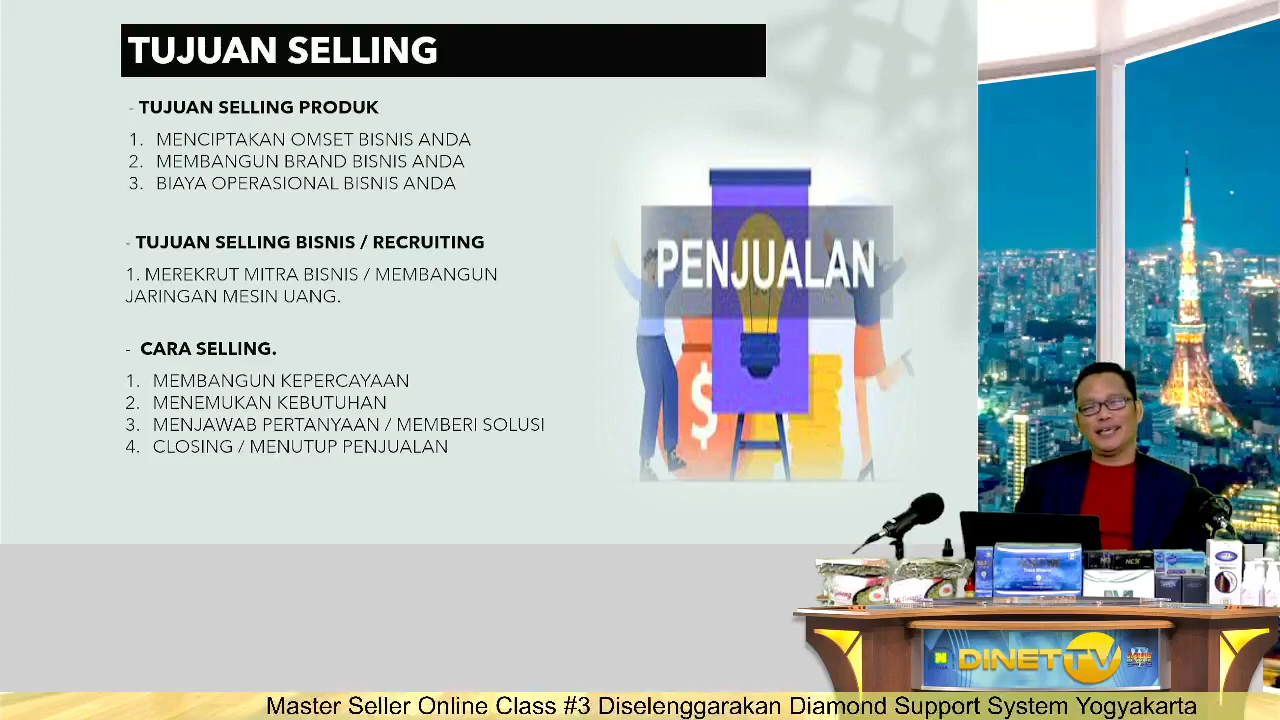 TUJUAN SELLING
- TUJUAN SELLING PRODUK
1. MENCIPTAKAN OMSET BISNIS ANDA
2. MEMBANGUN BRAND BISNIS ANDA
3. BIAYA OPERASIONAL BISNIS ANDA
- TUJUAN SELLING BISNIS / RECRUITING
1. MEREKRUT MITRA BISNIS / MEMBANGUN
JARINGAN MESIN UANG.
- CARA SELLING.
1. MEMBANGUN KEPERCAYAAN
2. MENEMUKAN KEBUTUHAN
3. MENJAWAB PERTANYAAN / MEMBERI SOLUSI
4. CLOSING / MENUTUP PENJUALAN
PENJUALAN
$
DINET TV
Master Seller Online Class #3 Diselenggarakan Diamond Support System Yogyakarta